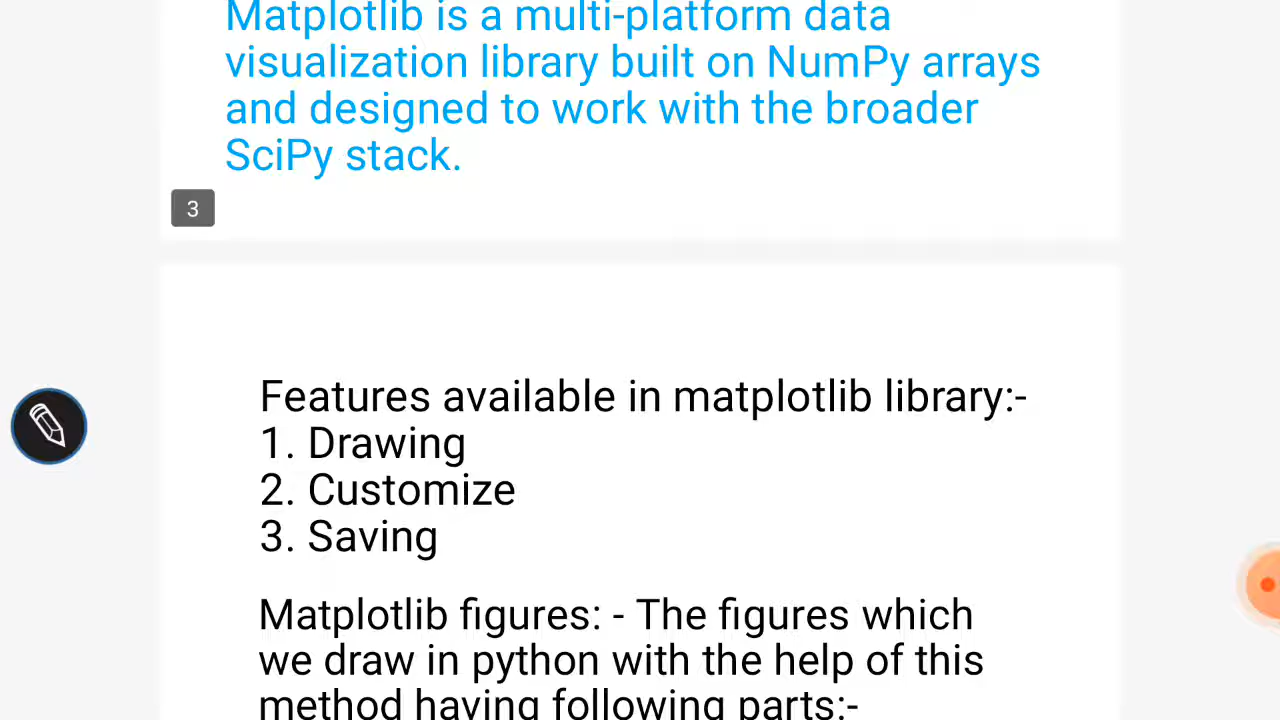 Matplotlib is a multi-platform data
visualization library built on NumPy arrays
and designed to work with the broader
SciPy stack.
3
Features available in matplotlib library:-
1. Drawing
2. Customize
3. Saving
Matplotlib figures: - The figures which
we draw in python with the help of this
method having following parts:-